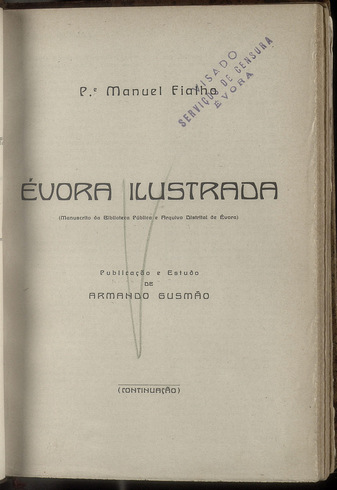 P.e Manuel Fialho
VISADO
SERVIÇO DE CENSURA
ÉVORA
ÉVORA ILUSTRADA
(Manuscrito da Biblioteca Pública e Arquivo Distrital de Évora)
Publicação e Estudo
DE
ARMANDO GUSMÃO
(CONTINUAÇÃO)